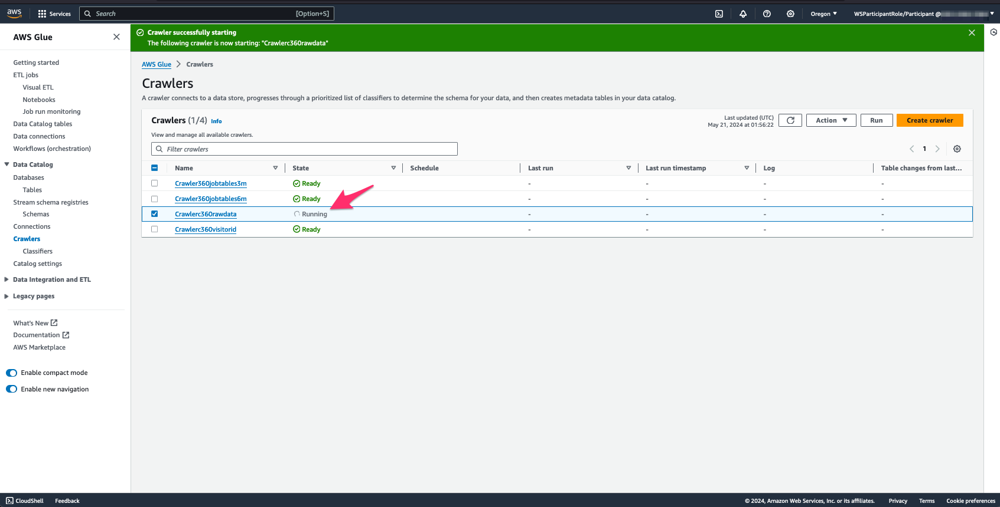 aws
Services
Search
[Option+S]
Oregon
WSParticipantRole/Participant @
AWS Glue
Getting started
ETL jobs
Visual ETL
Notebooks
Job run monitoring
Data Catalog tables
Data connections
Workflows (orchestration)
Data Catalog
Databases
Tables
Stream schema registries
Schemas
Connections
Crawlers
Classifiers
Catalog settings
Data Integration and ETL
Legacy pages
What's New
Documentation
AWS Marketplace
Enable compact mode
Enable new navigation
Crawler successfully starting
The following crawler is now starting: "Crawlerc360rawdata"
AWS Glue > Crawlers
Crawlers
A crawler connects to a data store, progresses through a prioritized list of classifiers to determine the schema for your data, and then creates metadata tables in your data catalog.
Crawlers (1/4) Info
View and manage all available crawlers.
Last updated (UTC)
May 21, 2024 at 01:56:22
Action
Run
Create crawler
Filter crawlers
1
Name State Schedule Last run Last run timestamp Log Table changes from last...
Crawler360jobtables3m Ready - - - -
Crawler360jobtables6m Ready - - - -
Crawlerc360rawdata Running - - - -
Crawlerc360visitorid Ready - - - -
CloudShell
Feedback
© 2024, Amazon Web Services, Inc. or its affiliates.
Privacy
Terms
Cookie preferences